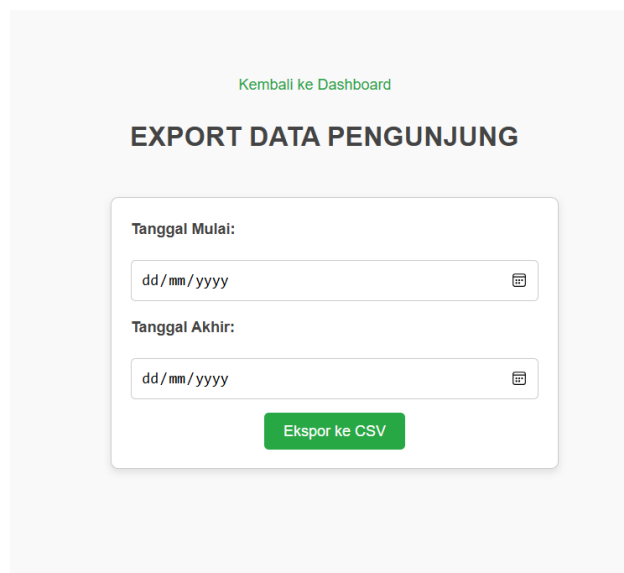 Kembali ke Dashboard
EXPORT DATA PENGUNJUNG
Tanggal Mulai:
dd/mm/yyyy
Tanggal Akhir:
dd/mm/yyyy
Ekspor ke CSV